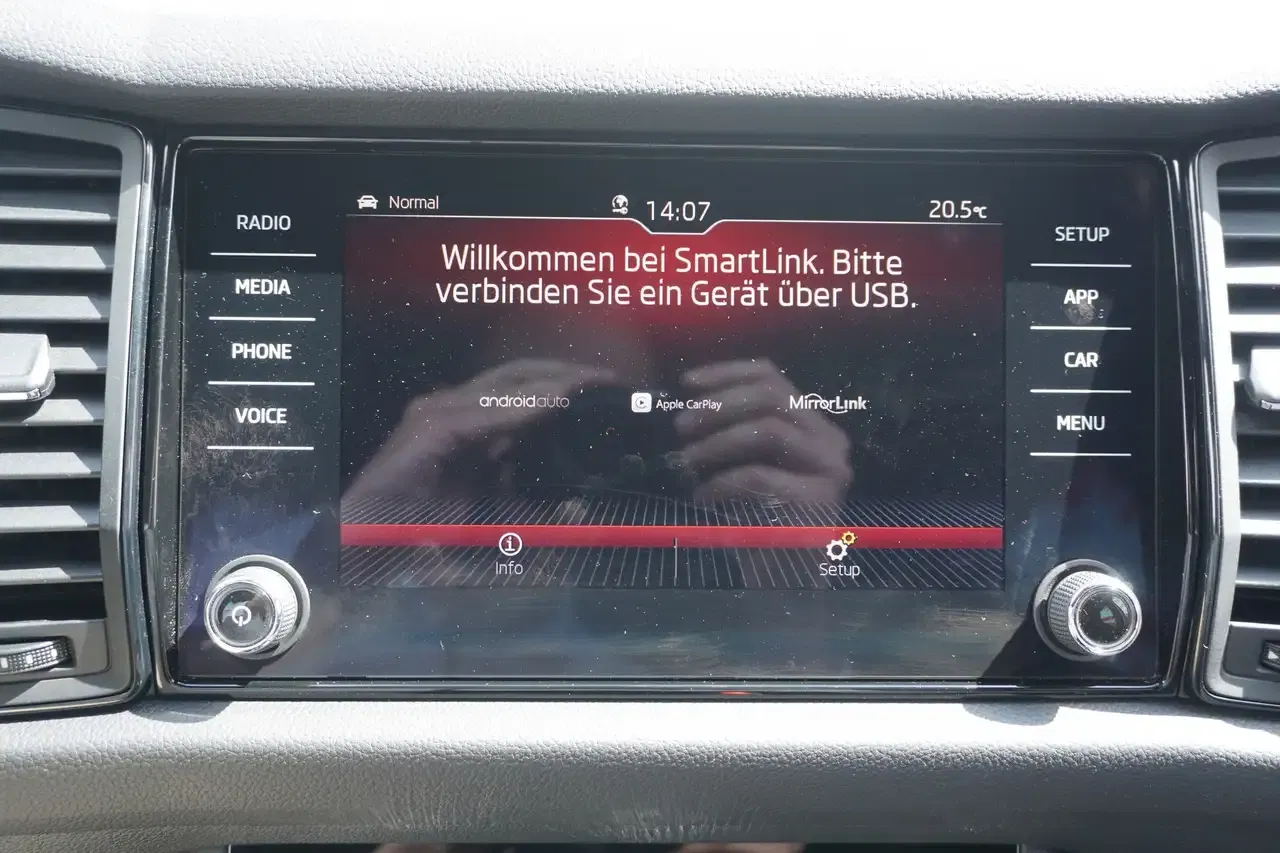 Normal
14:07
20.5°C
RADIO
MEDIA
PHONE
VOICE
Willkommen bei SmartLink. Bitte
verbinden Sie ein Gerät über USB.
androidauto
Apple CarPlay
MirrorLink
Info
Setup
SETUP
APP
CAR
MENU